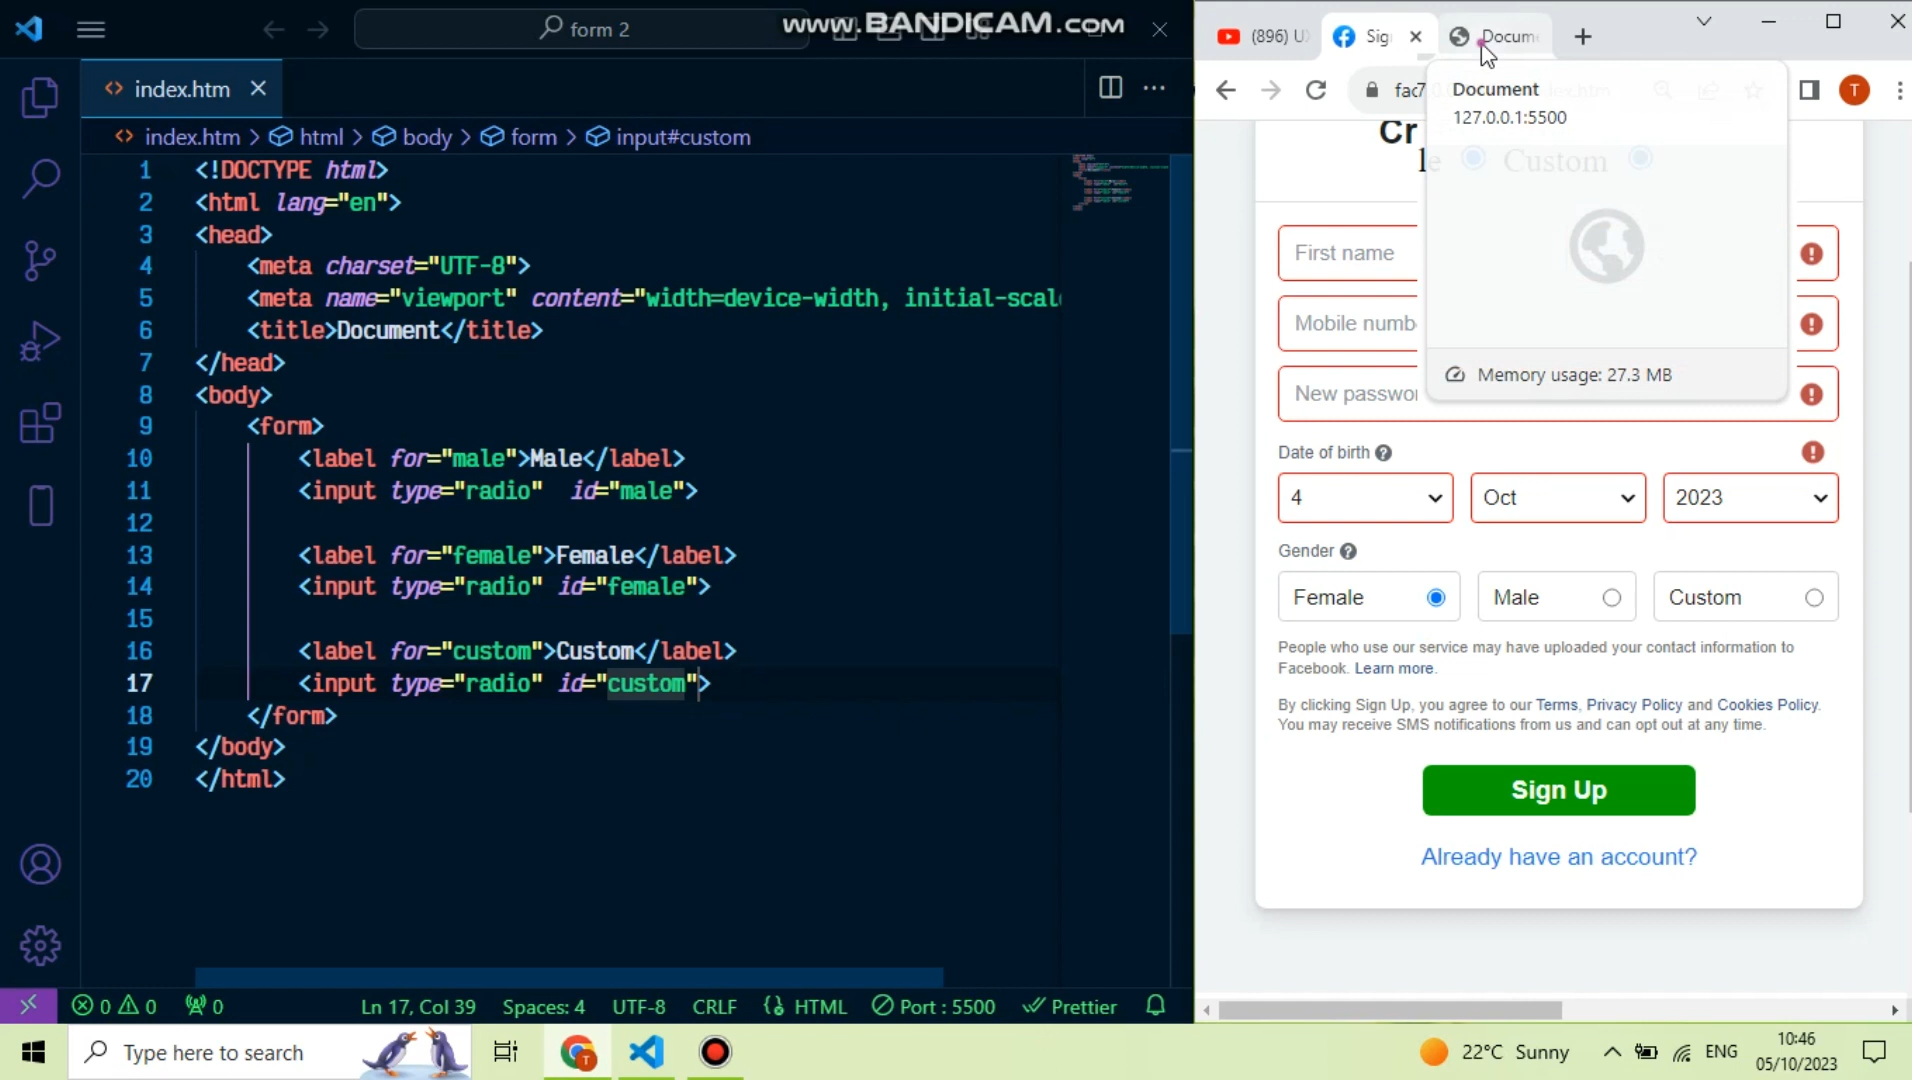 form 2
www.BANDICAM.com
index.htm
index.htm > html > body > form > input#custom
1 <!DOCTYPE html>
2 <html lang="en">
3 <head>
4 <meta charset="UTF-8">
5 <meta name="viewport" content="width=device-width, initial-scal
6 <title>Document</title>
7 </head>
8 <body>
9 <form>
10 <label for="male">Male</label>
11 <input type="radio"  id="male">
12
13 <label for="female">Female</label>
14 <input type="radio" id="female">
15
16 <label for="custom">Custom</label>
17 <input type="radio" id="custom">
18 </form>
19 </body>
20 </html>
0 0 0
Ln 17, Col 39 Spaces: 4 UTF-8 CRLF HTML Port : 5500 Prettier
(896) U Sig Docum
Document
127.0.0.1:5500
Cr
le Custom
Memory usage: 27.3 MB
First name
Mobile numb
New passwor
Date of birth
4 Oct 2023
Gender
Female Male Custom
People who use our service may have uploaded your contact information to
Facebook. Learn more.
By clicking Sign Up, you agree to our Terms, Privacy Policy and Cookies Policy.
You may receive SMS notifications from us and can opt out at any time.
Sign Up
Already have an account?
Type here to search
22°C Sunny
ENG
10:46
05/10/2023
T
T